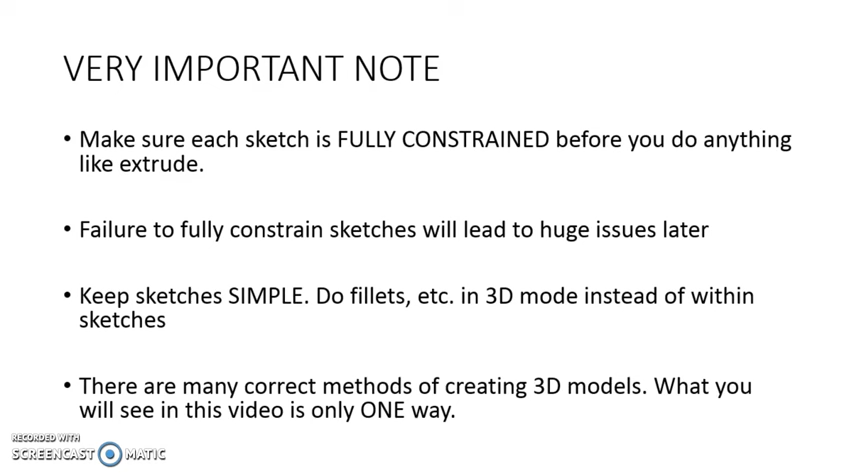 VERY IMPORTANT NOTE
• Make sure each sketch is FULLY CONSTRAINED before you do anything
like extrude.
• Failure to fully constrain sketches will lead to huge issues later
• Keep sketches SIMPLE. Do fillets, etc. in 3D mode instead of within
sketches
• There are many correct methods of creating 3D models. What you
will see in this video is only ONE way.
RECORDED WITH
SCREENCAST MATIC